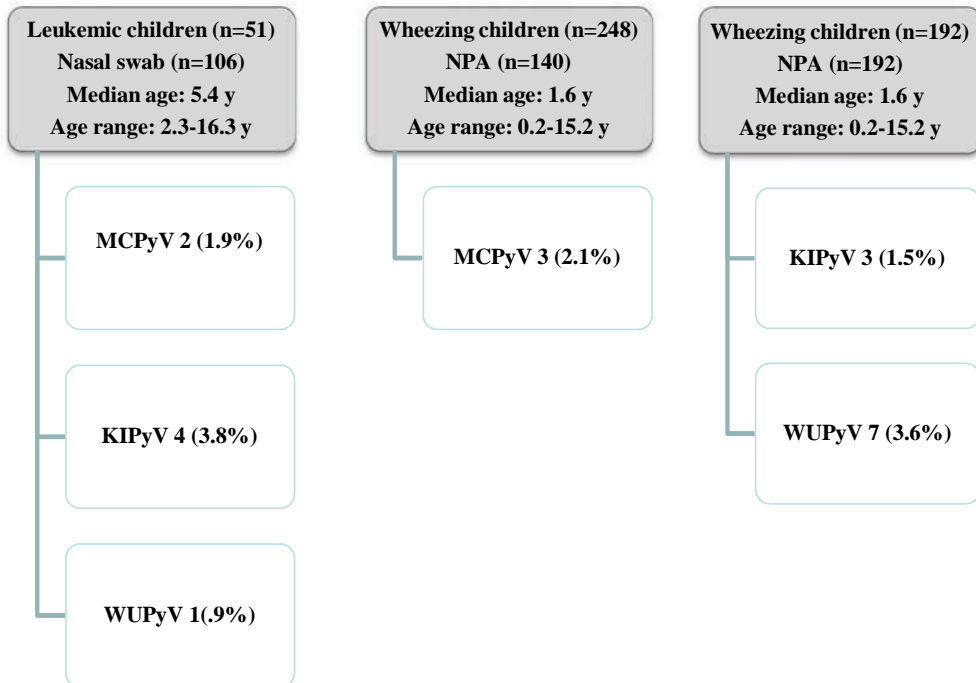 Leukemic children (n=51)
Nasal swab (n=106)
Median age: 5.4 y
Age range: 2.3-16.3 y
MCPyV 2 (1.9%)
KIPyV 4 (3.8%)
WUPyV 1(.9%)
Wheezing children (n=248)
NPA (n=140)
Median age: 1.6 y
Age range: 0.2-15.2 y
MCPyV 3 (2.1%)
Wheezing children (n=192)
NPA (n=192)
Median age: 1.6 y
Age range: 0.2-15.2 y
KIPyV 3 (1.5%)
WUPyV 7 (3.6%)